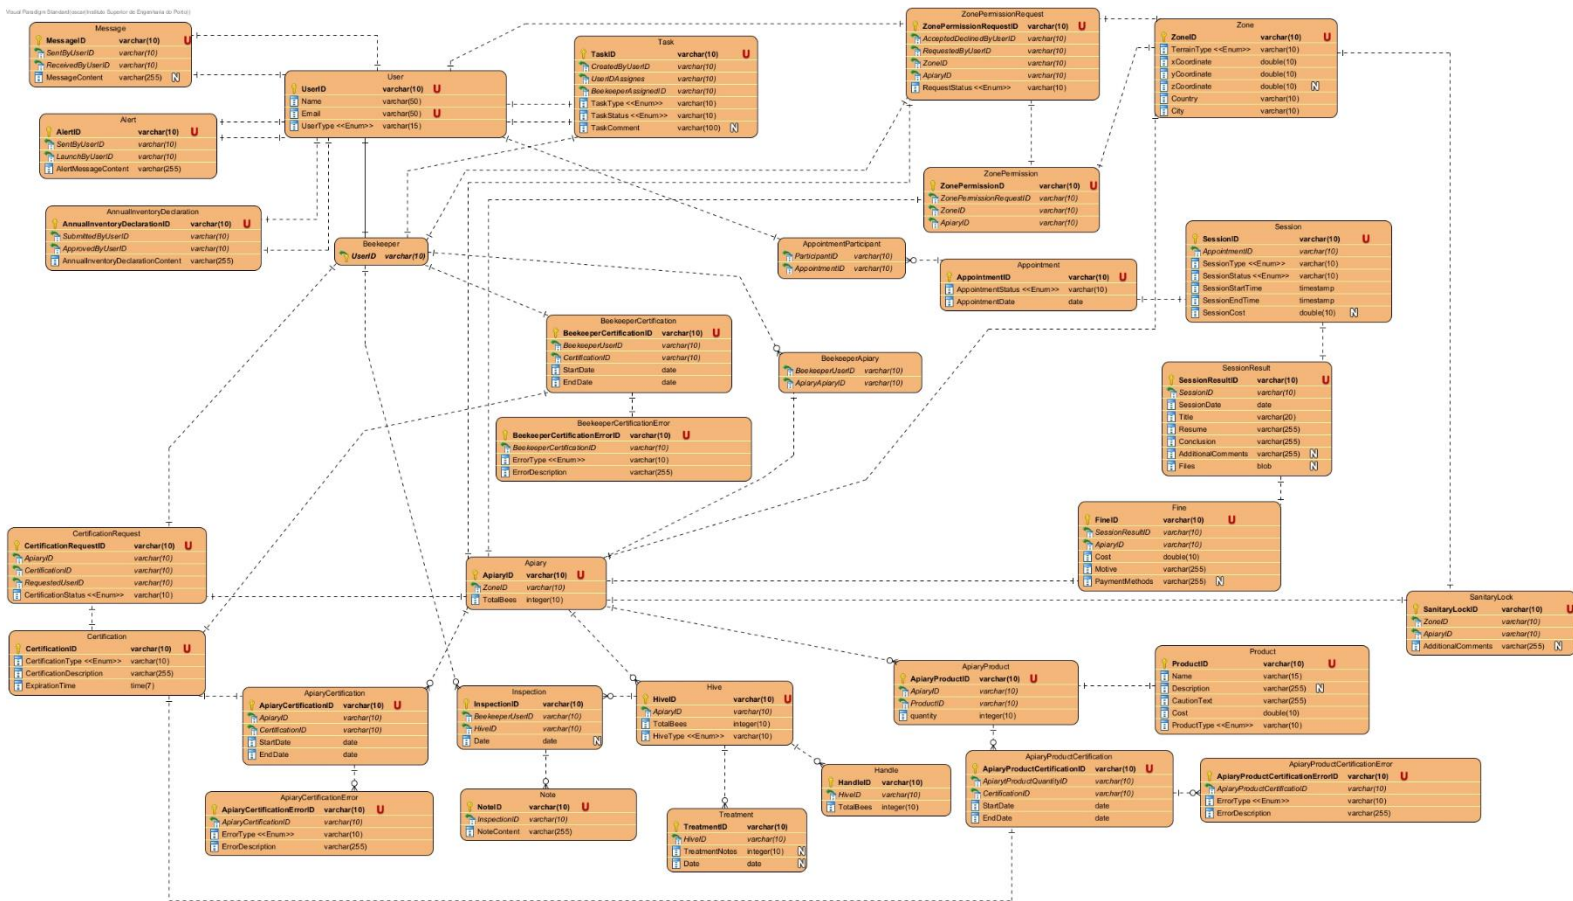 Visual Paradigm Standard(rascas(Instituto Superior de Engenharia do Porto))
Message
MessageID varchar(10) U
SentByUserID varchar(10)
ReceivedByUserID varchar(10)
MessageContent varchar(255) N
User
UserID varchar(10) U
Name varchar(50)
Email varchar(50) U
UserType <<Enum>> varchar(15)
Task
TaskID varchar(10) U
CreatedByUserID varchar(10)
UserIDAssignes varchar(10)
BeekeeperAssignedID varchar(10)
TaskType <<Enum>> varchar(10)
TaskStatus <<Enum>> varchar(10)
TaskComment varchar(100) N
ZonePermissionRequest
ZonePermissionRequestID varchar(10) U
AcceptedDeclinedByUserID varchar(10)
RequestedByUserID varchar(10)
ZoneID varchar(10)
ApiaryID varchar(10)
RequestStatus <<Enum>> varchar(10)
Zone
ZoneID varchar(10) U
TerrainType <<Enum>> varchar(10)
xCoordinate double(10)
yCoordinate double(10)
zCoordinate double(10) N
Country varchar(10)
City varchar(10)
Alert
AlertID varchar(10) U
SentByUserID varchar(10)
LaunchByUserID varchar(10)
AlertMessageContent varchar(255)
ZonePermission
ZonePermissionD varchar(10) U
ZonePermissionRequestID varchar(10)
ZoneID varchar(10)
ApiaryID varchar(10)
AnnualInventoryDeclaration
AnnualInventoryDeclarationID varchar(10) U
SubmittedByUserID varchar(10)
ApprovedByUserID varchar(10)
AnnualInventoryDeclarationContent varchar(255)
Beekeeper
UserID varchar(10)
AppointmentParticipant
ParticipantID varchar(10)
AppointmentID varchar(10)
Appointment
AppointmentID varchar(10) U
AppointmentStatus <<Enum>> varchar(10)
AppointmentDate date
Session
SessionID varchar(10) U
AppointmentID varchar(10)
SessionType <<Enum>> varchar(10)
SessionStatus <<Enum>> varchar(10)
SessionStartTime timestamp
SessionEndTime timestamp
SessionCost double(10) N
BeekeeperCertification
BeekeeperCertificationID varchar(10) U
BeekeeperUserID varchar(10)
CertificationID varchar(10)
StartDate date
EndDate date
BeekeeperApiary
BeekeeperUserID varchar(10)
ApiaryApiaryID varchar(10)
SessionResult
SessionResultID varchar(10) U
SessionID varchar(10)
SessionDate date
Title varchar(20)
Resume varchar(255)
Conclusion varchar(255)
AdditionalComments varchar(255) N
Files blob N
BeekeeperCertificationError
BeekeeperCertificationErrorID varchar(10) U
BeekeeperCertificationID varchar(10)
ErrorType <<Enum>> varchar(10)
ErrorDescription varchar(255)
Fine
FineID varchar(10) U
SessionResultID varchar(10)
ApiaryID varchar(10)
Cost double(10)
Motive varchar(255)
PaymentMethods varchar(255) N
CertificationRequest
CertificationRequestID varchar(10) U
ApiaryID varchar(10)
CertificationID varchar(10)
RequestedUserID varchar(10)
CertificationStatus <<Enum>> varchar(10)
Apiary
ApiaryID varchar(10) U
ZoneID varchar(10)
TotalBees integer(10)
SanitaryLock
SanitaryLockID varchar(10) U
ZoneID varchar(10)
ApiaryID varchar(10)
AdditionalComments varchar(255) N
Certification
CertificationID varchar(10) U
CertificationType <<Enum>> varchar(10)
CertificationDescription varchar(255)
ExpirationTime time(7)
Product
ProductID varchar(10) U
Name varchar(15)
Description varchar(255) N
CautionText varchar(255)
Cost double(10)
ProductType <<Enum>> varchar(10)
ApiaryProduct
ApiaryProductID varchar(10) U
ApiaryID varchar(10)
ProductID varchar(10)
quantity integer(10)
ApiaryCertification
ApiaryCertificationID varchar(10) U
ApiaryID varchar(10)
CertificationID varchar(10)
StartDate date
EndDate date
Inspection
InspectionID varchar(10)
BeekeeperUserID varchar(10)
HiveID varchar(10)
Date date N
Hive
HiveID varchar(10) U
ApiaryID varchar(10)
TotalBees integer(10)
HiveType <<Enum>> varchar(10)
Handle
HandleID varchar(10)
HiveID varchar(10)
TotalBees integer(10)
ApiaryProductCertification
ApiaryProductCertificationID varchar(10) U
ApiarytProductQuantityID varchar(10)
CertificationID varchar(10)
StartDate date
EndDate date
ApiaryProductCertificationError
ApiaryProductCertificationErrorID varchar(10) U
ApiaryProductCertificatioID varchar(10)
ErrorType <<Enum>> varchar(10)
ErrorDescription varchar(255)
ApiaryCertificationError
ApiaryCertificationErrorID varchar(10) U
ApiaryCertificationID varchar(10)
ErrorType <<Enum>> varchar(10)
ErrorDescription varchar(255)
Note
NoteID varchar(10) U
InspectionID varchar(10)
NoteContent varchar(255)
Treatment
TreatmentID varchar(10)
HiveID varchar(10)
TreatmentNotes integer(10) N
Date date N